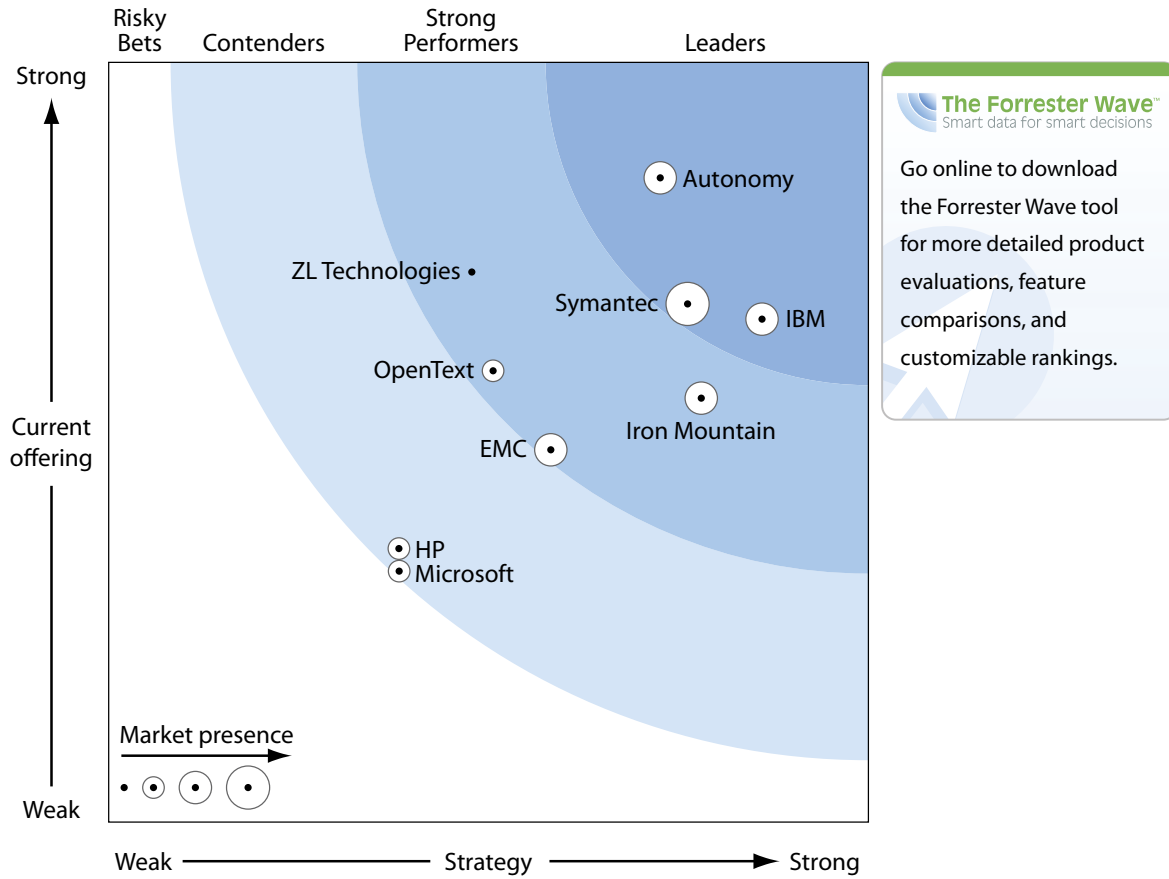 Risky
Bets
Contenders
Strong
Performers
Leaders
Strong
Current
offering
Weak
Autonomy
ZL Technologies
Symantec
IBM
OpenText
Iron Mountain
EMC
HP
Microsoft
Market presence
Weak
Strategy
Strong
The Forrester Wave™
Smart data for smart decisions
Go online to download
the Forrester Wave tool
for more detailed product
evaluations, feature
comparisons, and
customizable rankings.